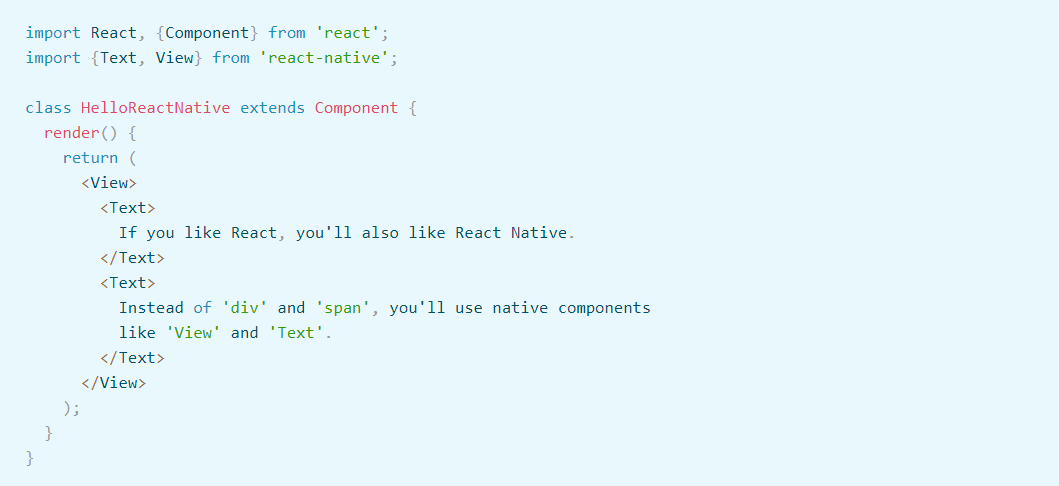 import React, {Component} from 'react';
import {Text, View} from 'react-native';

class HelloReactNative extends Component {
  render() {
    return (
      <View>
        <Text>
          If you like React, you'll also like React Native.
        </Text>
        <Text>
          Instead of 'div' and 'span', you'll use native components
          like 'View' and 'Text'.
        </Text>
      </View>
    );
  }
}